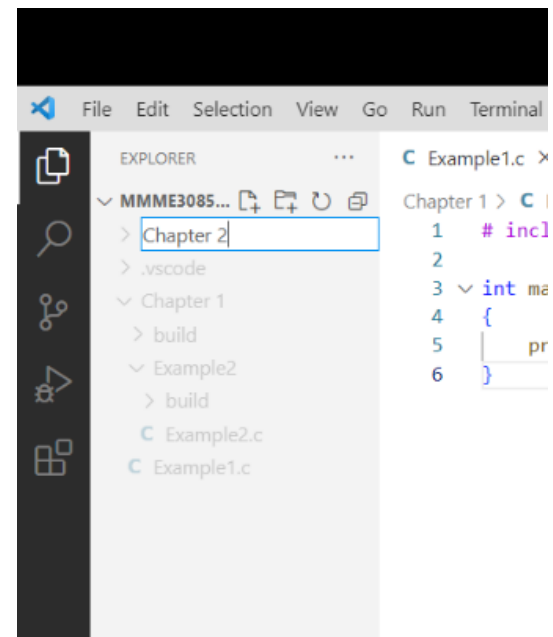 File Edit Selection View Go Run Terminal
EXPLORER ...
C Example1.c
MMME3085...
Chapter 1 > C
Chapter 2
.vscode
Chapter 1
build
Example2
build
C Example2.c
C Example1.c
1 # incl
2
3 int ma
4 {
5 pr
6 }